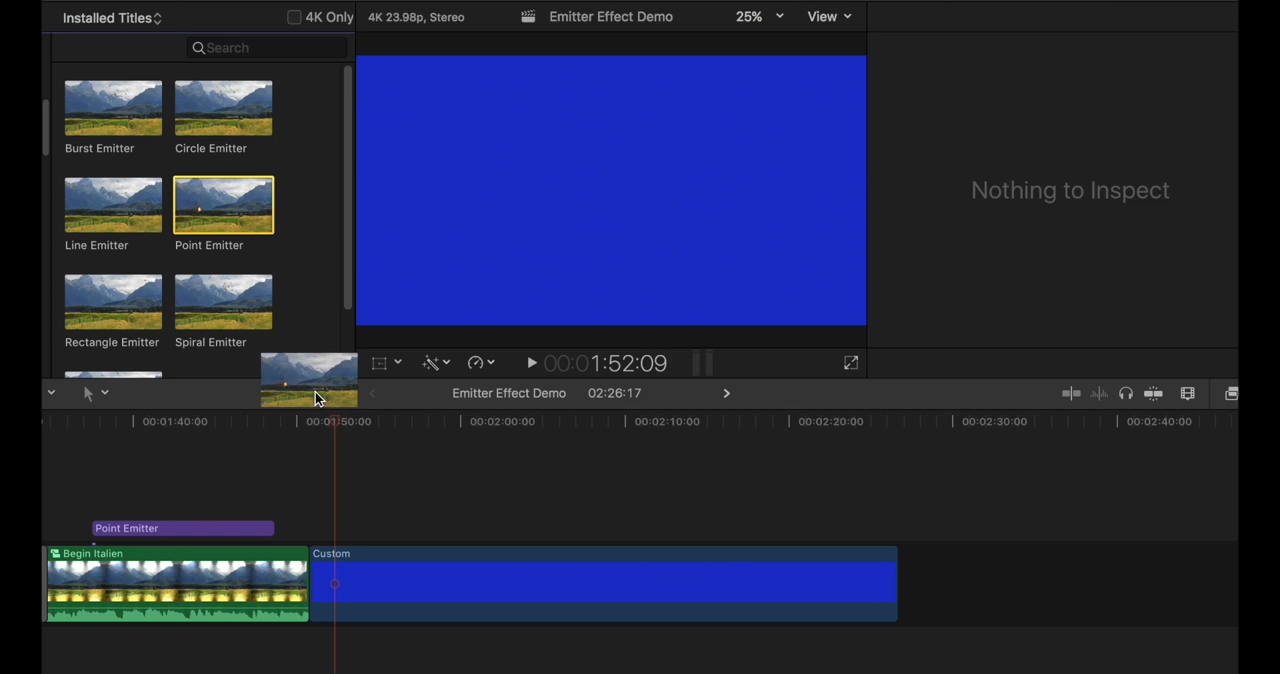 Installed Titles
4K Only
4K 23.98p, Stereo
Emitter Effect Demo
25%
View
Search
Burst Emitter
Circle Emitter
Line Emitter
Point Emitter
Rectangle Emitter
Spiral Emitter
Nothing to Inspect
00:01:52:09
Emitter Effect Demo
02:26:17
00:01:40:00
00:01:50:00
00:02:00:00
00:02:10:00
00:02:20:00
00:02:30:00
00:02:40:00
Point Emitter
Begin Italien
Custom